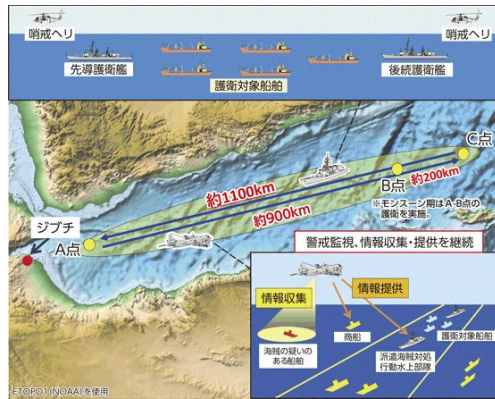 哨戒ヘリ
哨戒ヘリ
先導護衛艦
後続護衛艦
護衛対象船舶
C点
B点
約200km
約1100km
※モンスーン期はA-B点の
護衛を実施。
約900km
ジブチ
A点
警戒監視、情報収集・提供を継続
情報収集
情報提供
商船
護衛対象船舶
海賊の疑いの
ある船舶
派遣海賊対処
行動水上部隊
ETOPO1(NOAA)を使用